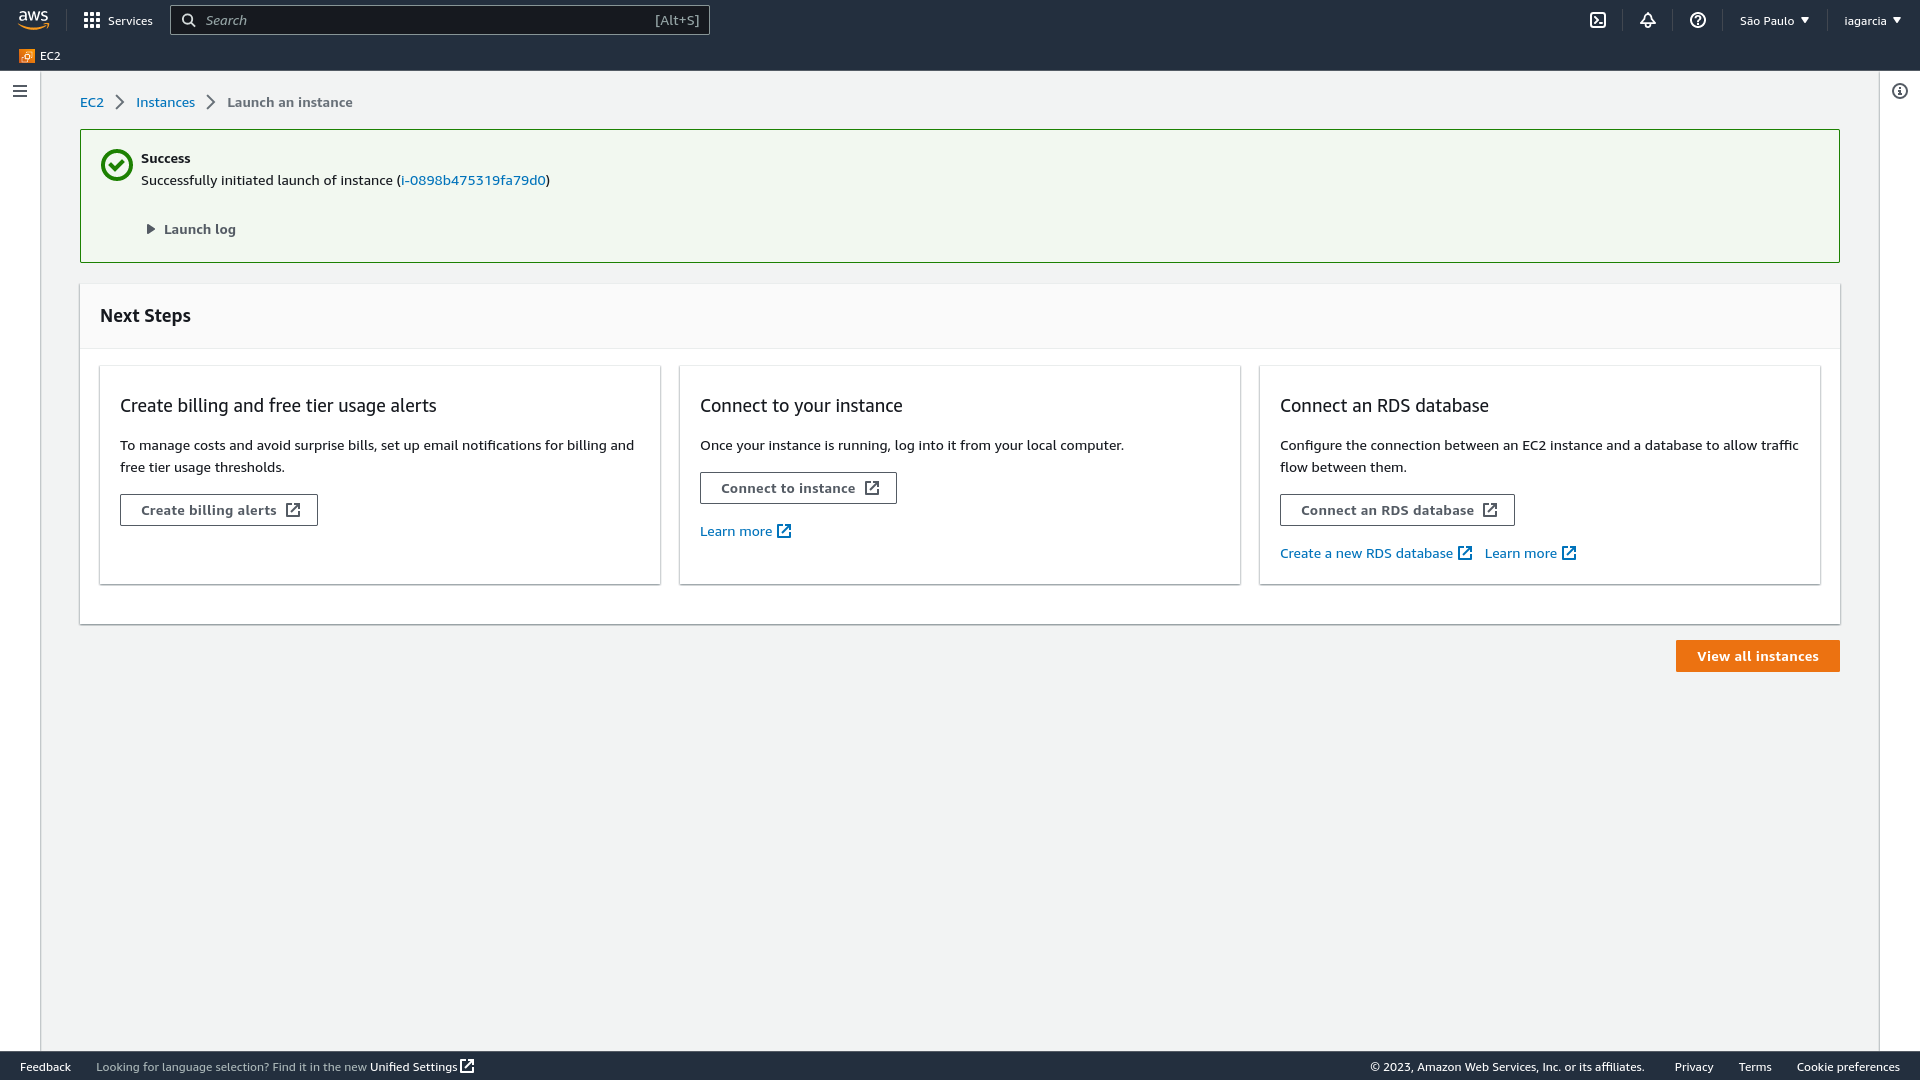 aws
Services
Search [Alt+S]
São Paulo
iagarcia
EC2
EC2 Instances Launch an instance
Success
Successfully initiated launch of instance (i-0898b475319fa79d0)
Launch log
Next Steps
Create billing and free tier usage alerts
To manage costs and avoid surprise bills, set up email notifications for billing and
free tier usage thresholds.
Create billing alerts
Connect to your instance
Once your instance is running, log into it from your local computer.
Connect to instance
Learn more
Connect an RDS database
Configure the connection between an EC2 instance and a database to allow traffic
flow between them.
Connect an RDS database
Create a new RDS database Learn more
View all instances
Feedback Looking for language selection? Find it in the new Unified Settings © 2023, Amazon Web Services, Inc. or its affiliates. Privacy Terms Cookie preferences